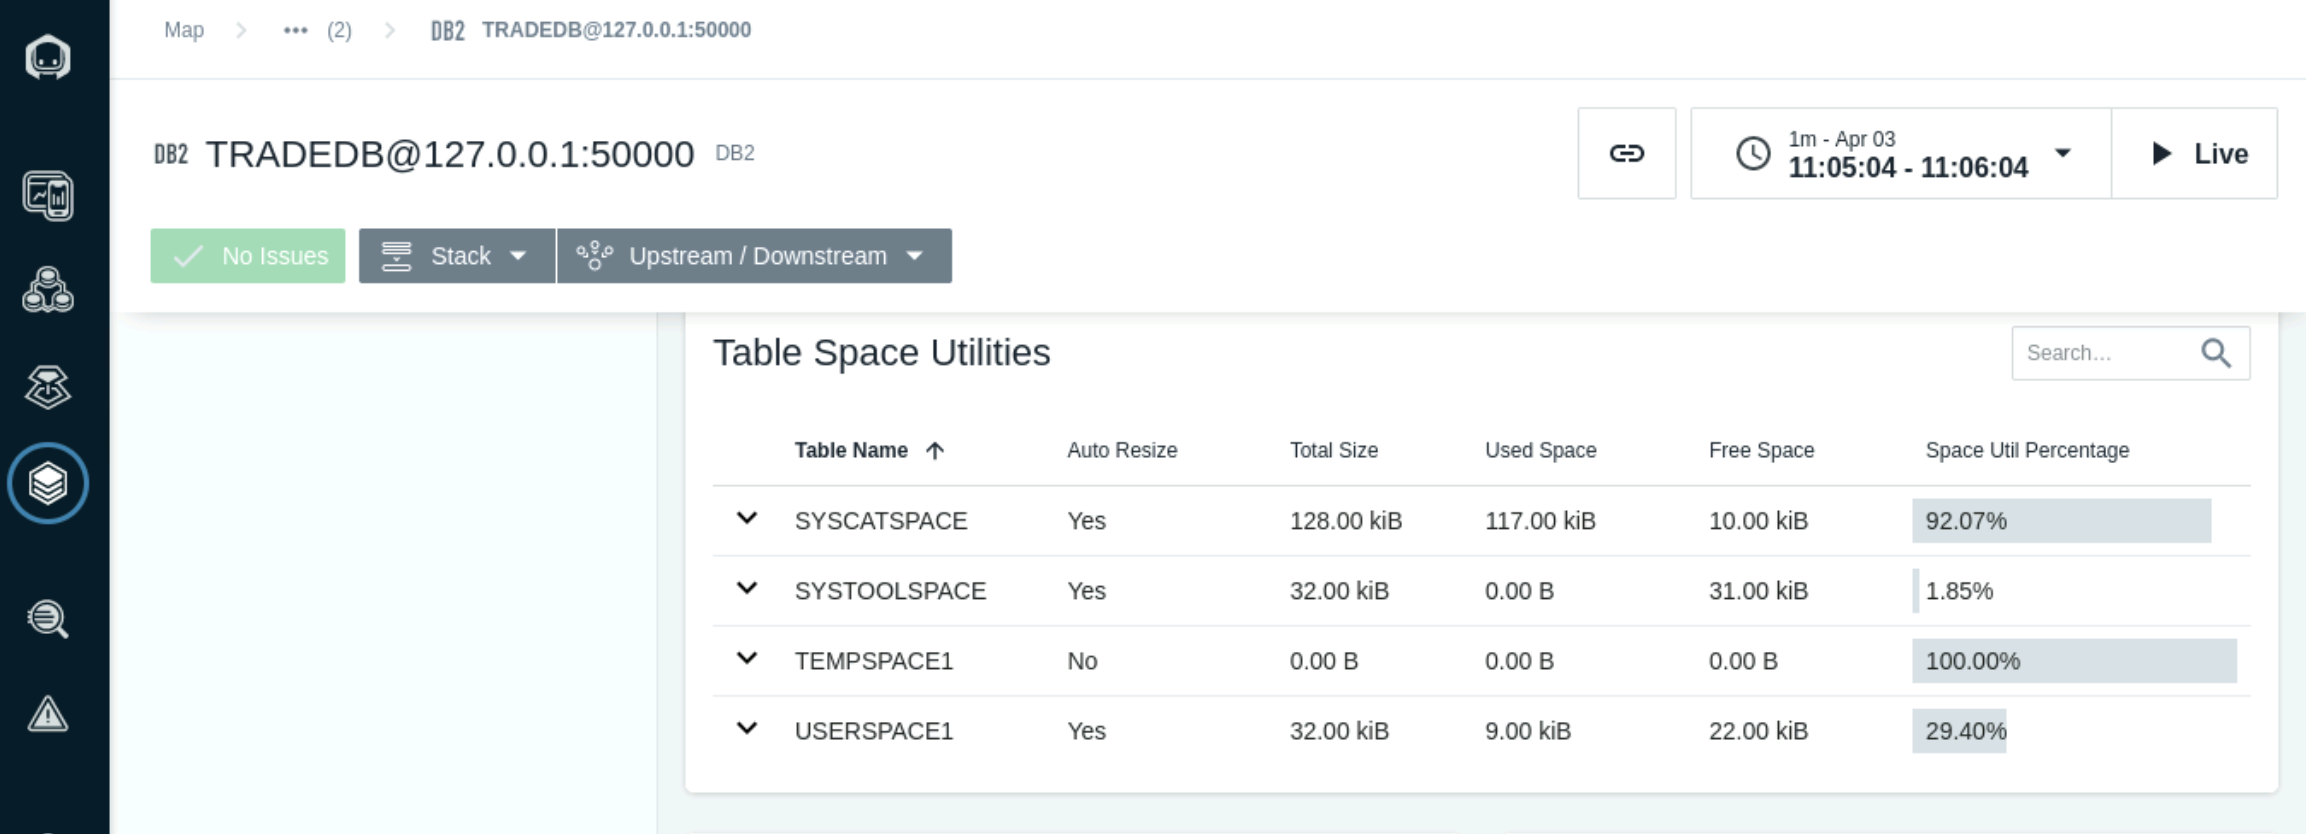 Map ••• (2) DB2 TRADEDB@127.0.0.1:50000
DB2 TRADEDB@127.0.0.1:50000 DB2
1m - Apr 03
11:05:04 - 11:06:04
Live
No Issues Stack Upstream / Downstream
Table Space Utilities
Search...
Table Name Auto Resize Total Size Used Space Free Space Space Util Percentage
SYSCATSPACE Yes 128.00 kiB 117.00 kiB 10.00 kiB 92.07%
SYSTOOLSPACE Yes 32.00 kiB 0.00 B 31.00 kiB 1.85%
TEMPSPACE1 No 0.00 B 0.00 B 0.00 B 100.00%
USERSPACE1 Yes 32.00 kiB 9.00 kiB 22.00 kiB 29.40%